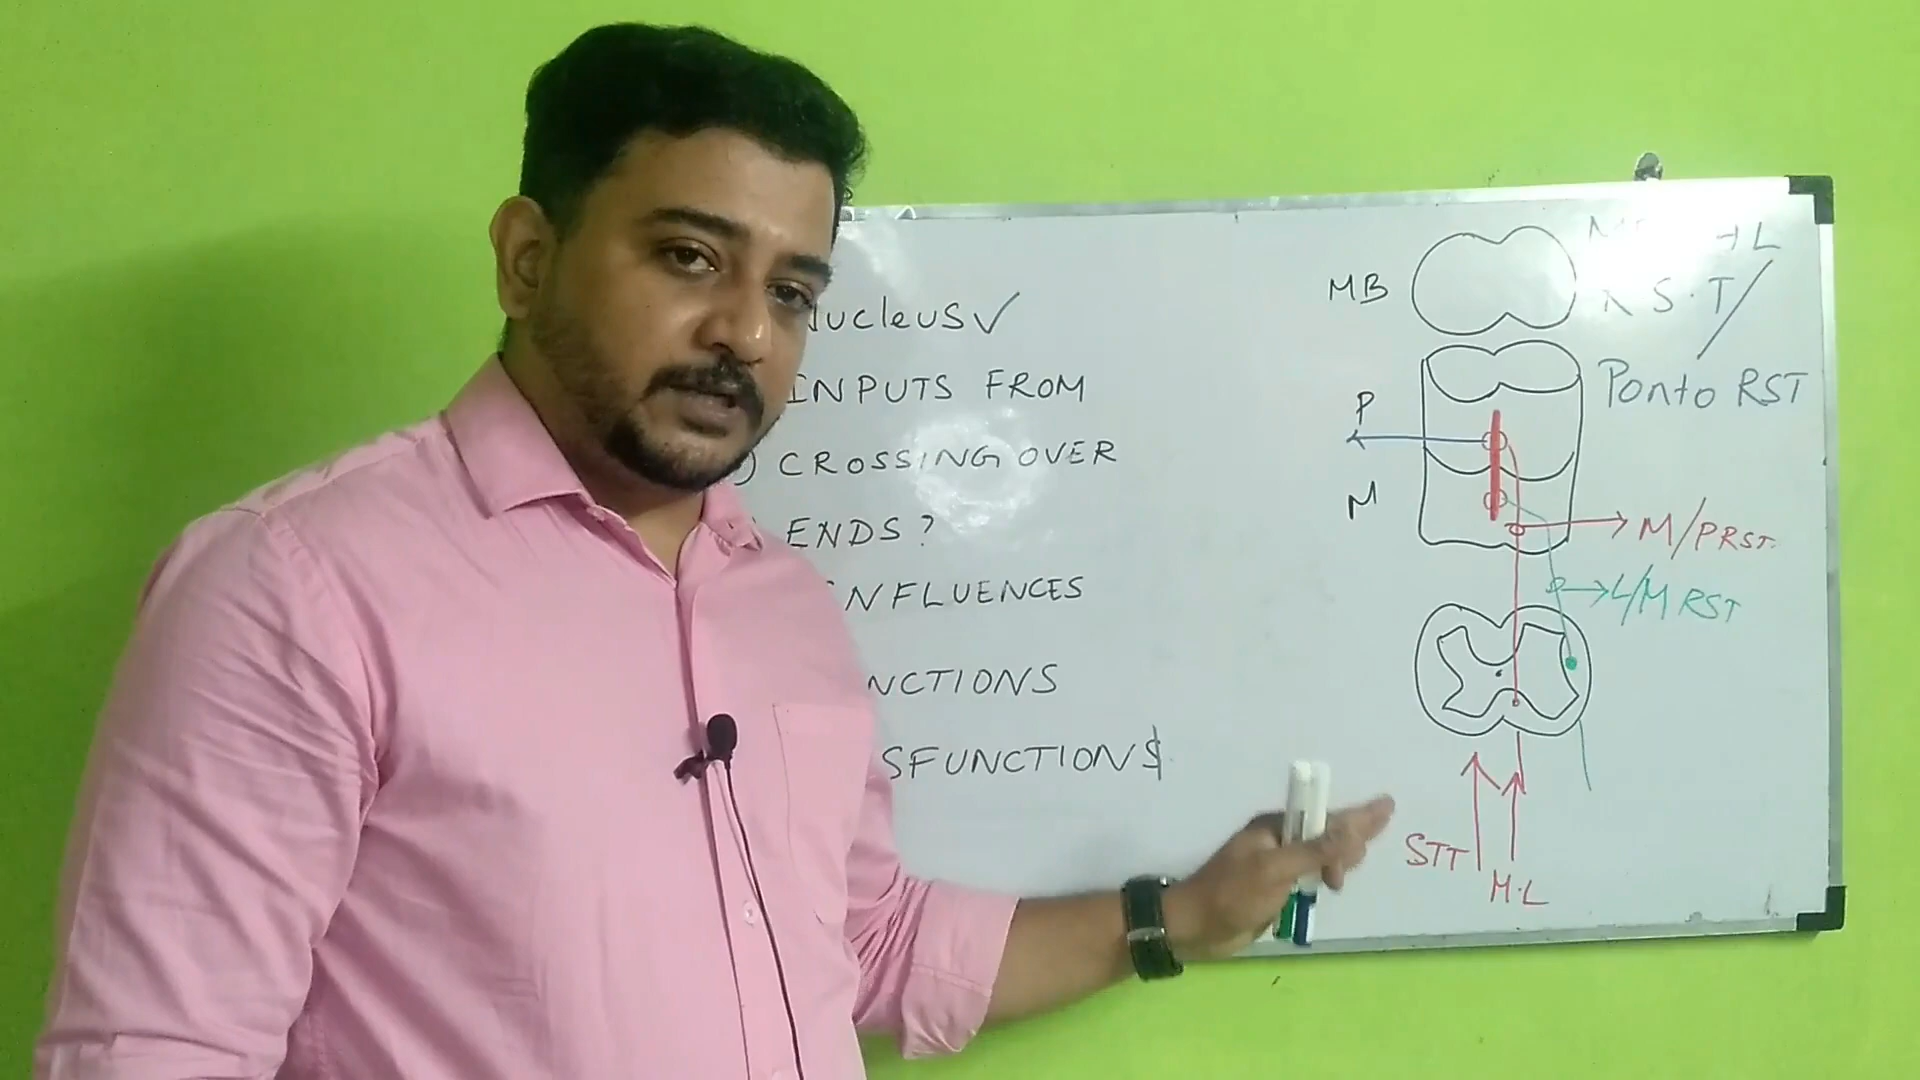 Nucleus ✓
INPUTS FROM
) CROSSING OVER
ENDS ?
INFLUENCES
NCTIONS
SFUNCTIONS
MB
S.T
P
Ponto RST
M
M/PRST.
L/M RST
STT
M.L